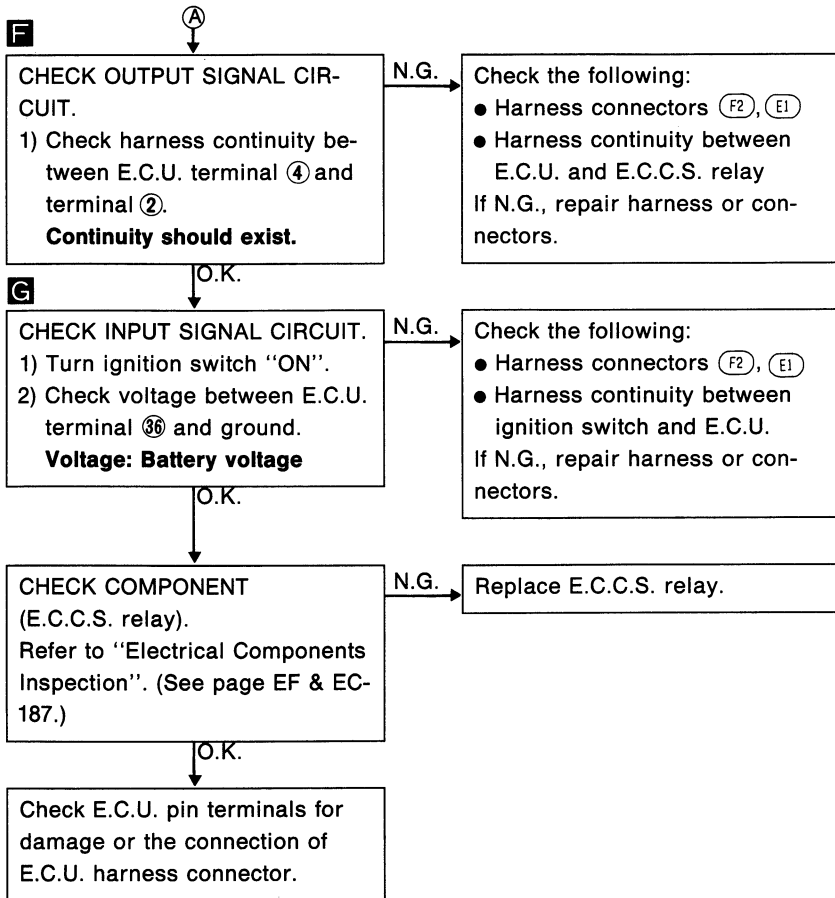 Ⓐ
F
CHECK OUTPUT SIGNAL CIR-
CUIT.
1) Check harness continuity be-
tween E.C.U. terminal ④ and
terminal ②.
Continuity should exist.
N.G.
Check the following:
● Harness connectors F2, E1
● Harness continuity between
E.C.U. and E.C.C.S. relay
If N.G., repair harness or con-
nectors.
O.K.
G
CHECK INPUT SIGNAL CIRCUIT.
1) Turn ignition switch ''ON''.
2) Check voltage between E.C.U.
terminal ㊱ and ground.
Voltage: Battery voltage
N.G.
Check the following:
● Harness connectors F2, E1
● Harness continuity between
ignition switch and E.C.U.
If N.G., repair harness or con-
nectors.
O.K.
CHECK COMPONENT
(E.C.C.S. relay).
Refer to ''Electrical Components
Inspection''. (See page EF & EC-
187.)
N.G.
Replace E.C.C.S. relay.
O.K.
Check E.C.U. pin terminals for
damage or the connection of
E.C.U. harness connector.